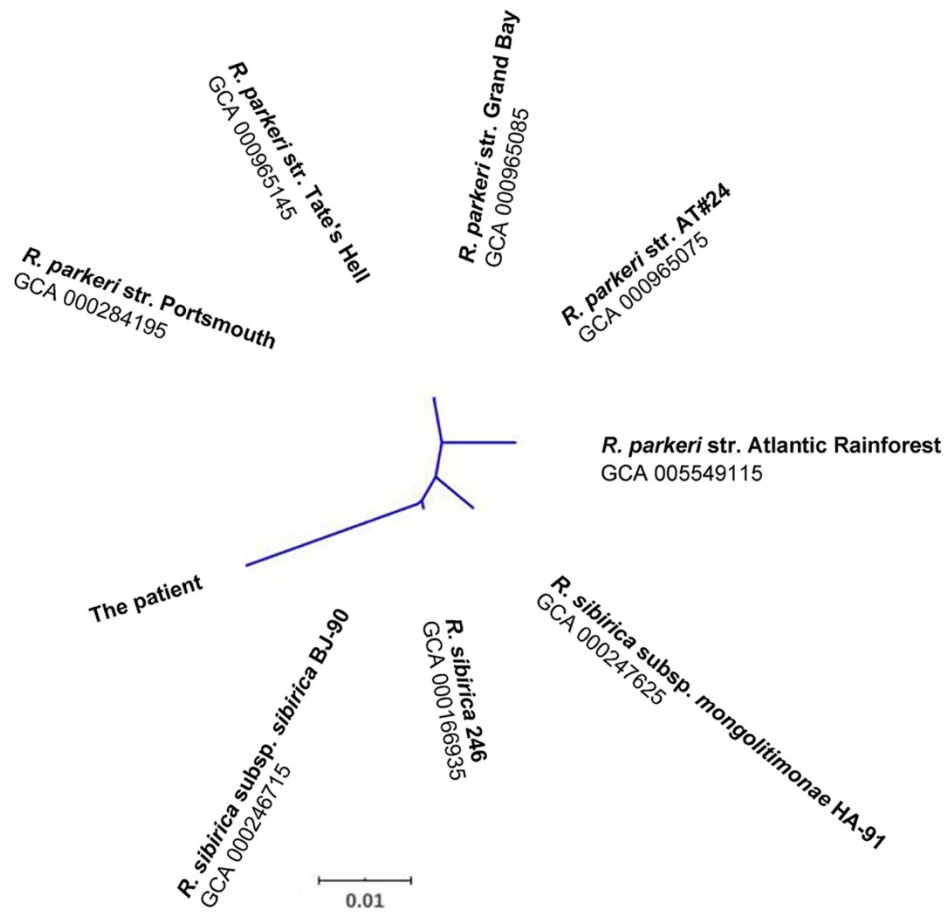 R. parkeri str. Grand Bay
GCA 000965085
R. parkeri str. Tate's Hell
GCA 000965145
R. parkeri str. AT#24
GCA 000965075
R. parkeri str. Portsmouth
GCA 000284195
R. parkeri str. Atlantic Rainforest
GCA 005549115
The patient
R. sibirica subsp. mongolitimonae HA-91
GCA 000247625
R. sibirica 246
GCA 000166935
R. sibirica subsp. sibirica BJ-90
GCA 000246715
0.01